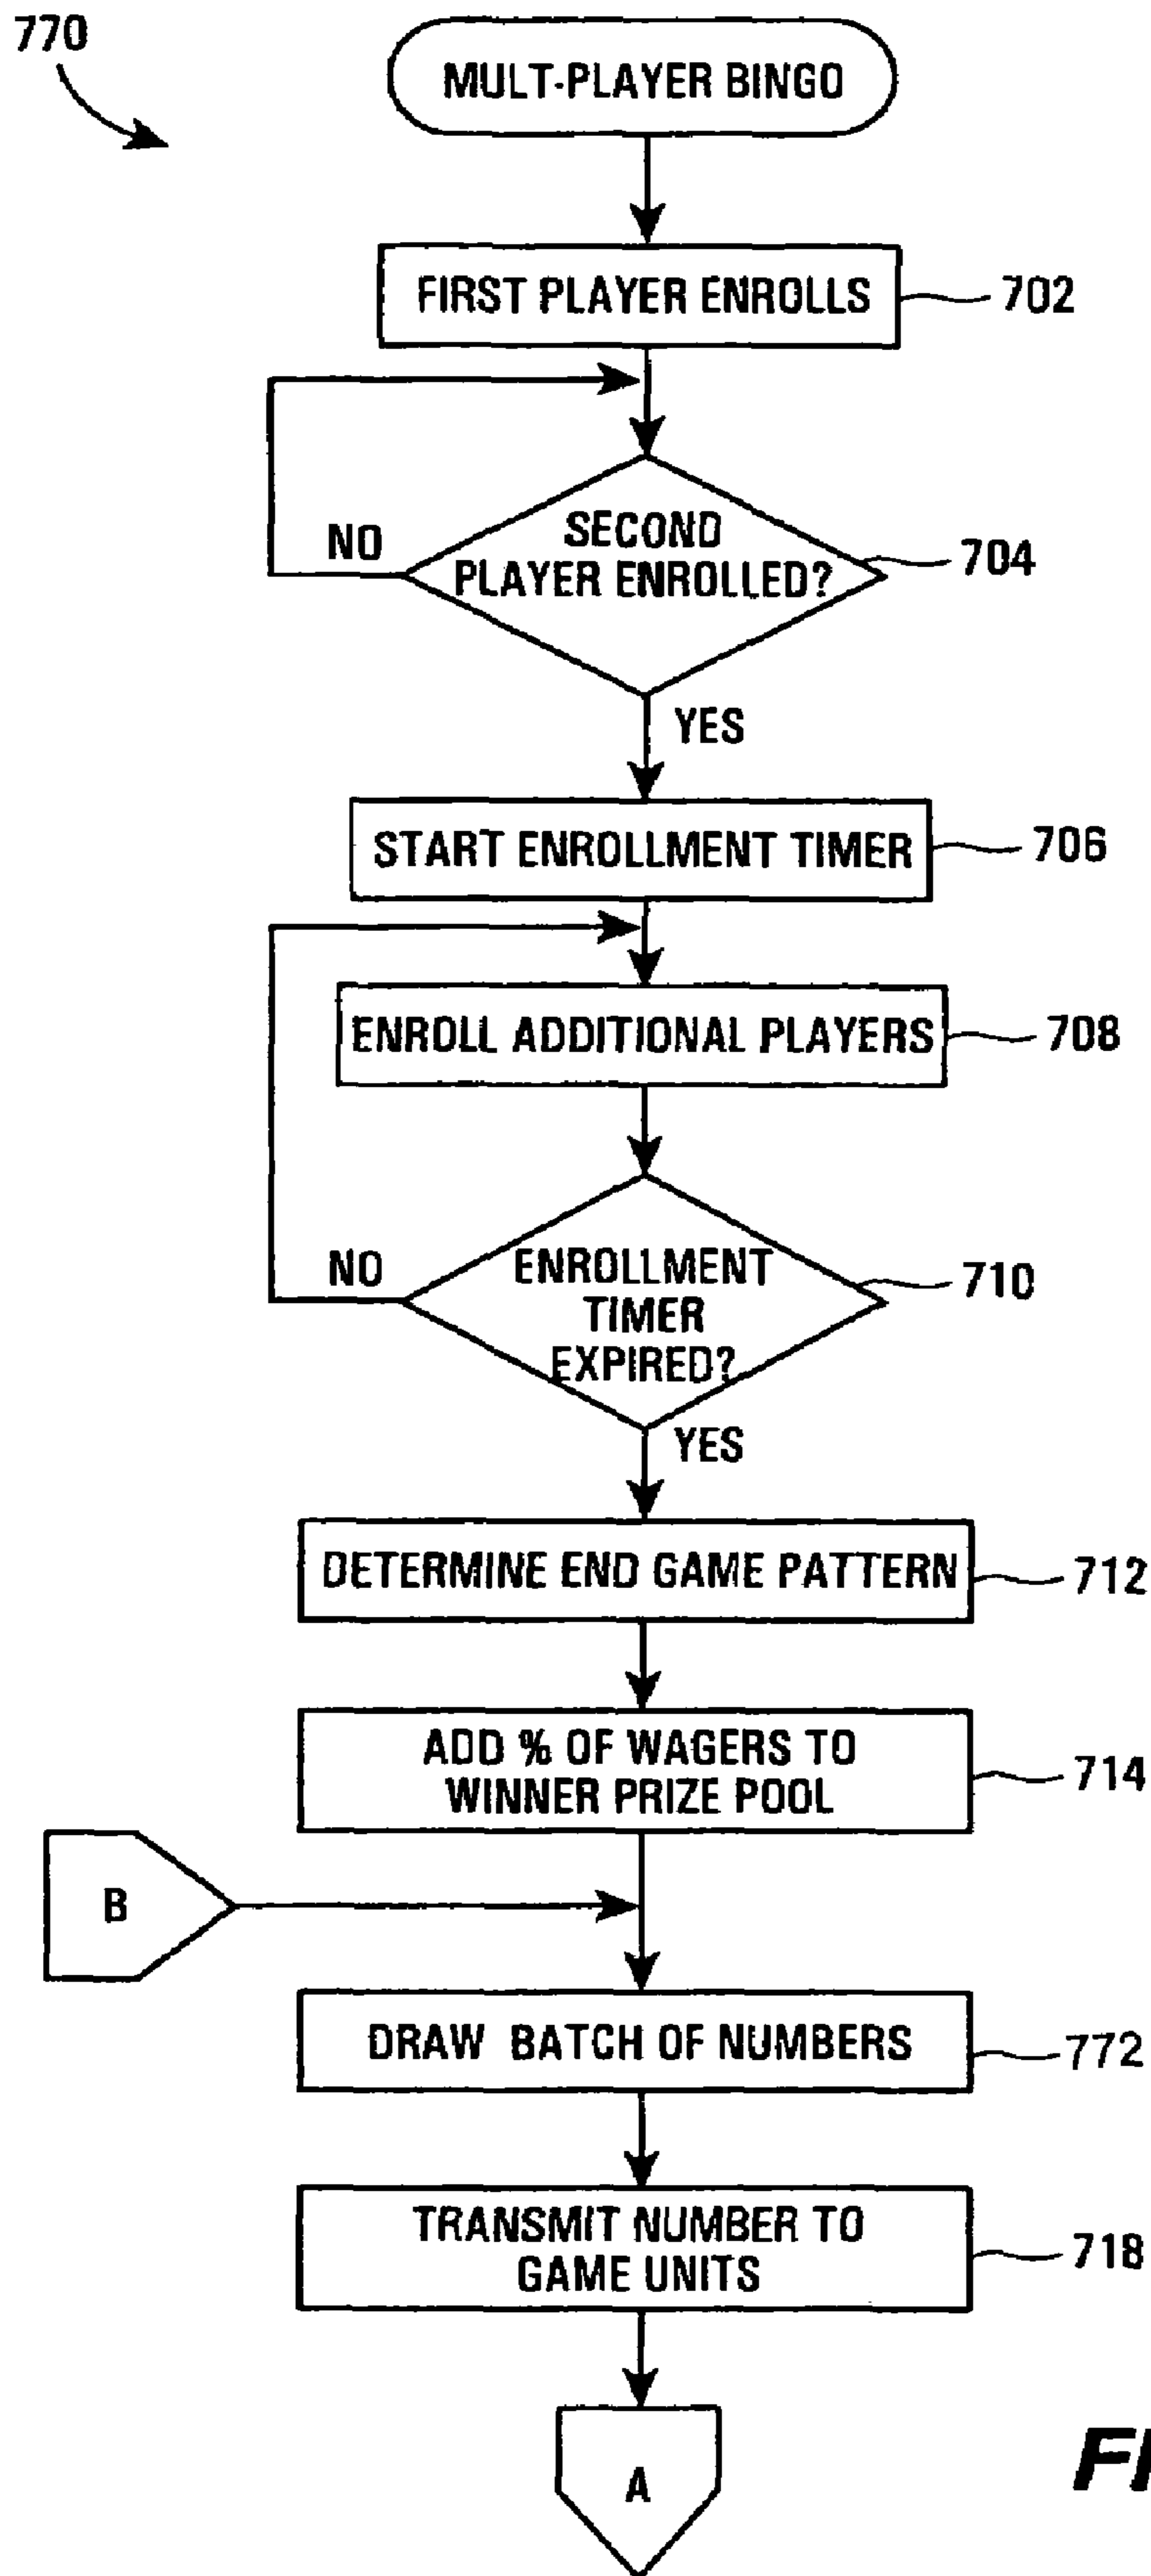 770
MULT-PLAYER BINGO
FIRST PLAYER ENROLLS
702
SECOND
PLAYER ENROLLED?
NO
704
YES
START ENROLLMENT TIMER
706
ENROLL ADDITIONAL PLAYERS
708
ENROLLMENT
TIMER
EXPIRED?
NO
710
YES
DETERMINE END GAME PATTERN
712
ADD % OF WAGERS TO
WINNER PRIZE POOL
714
B
DRAW BATCH OF NUMBERS
772
TRANSMIT NUMBER TO
GAME UNITS
718
A